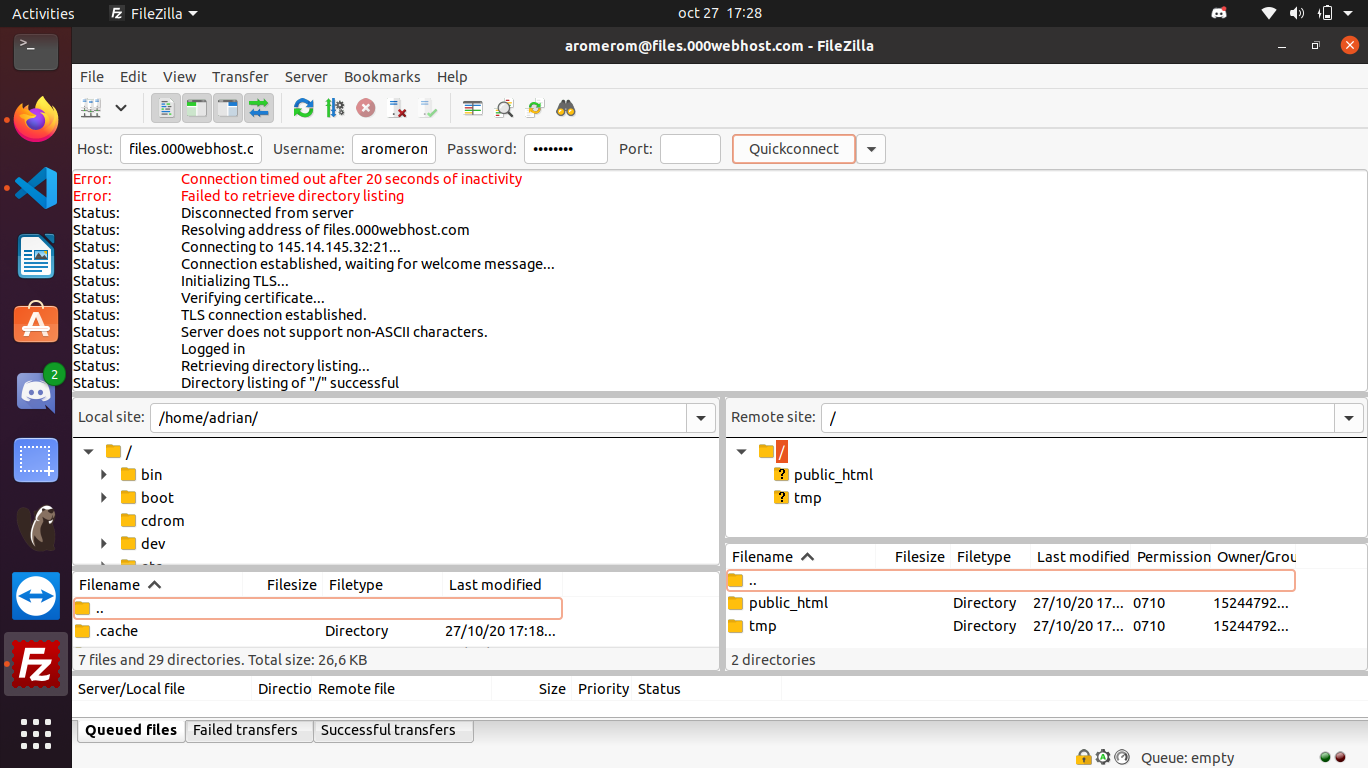 Activities FileZilla oct 27 17:28
aromerom@files.000webhost.com - FileZilla
File Edit View Transfer Server Bookmarks Help
Host: files.000webhost.c Username: aromeron Password: •••••••• Port: Quickconnect
Error: Connection timed out after 20 seconds of inactivity
Error: Failed to retrieve directory listing
Status: Disconnected from server
Status: Resolving address of files.000webhost.com
Status: Connecting to 145.14.145.32:21...
Status: Connection established, waiting for welcome message...
Status: Initializing TLS...
Status: Verifying certificate...
Status: TLS connection established.
Status: Server does not support non-ASCII characters.
Status: Logged in
Status: Retrieving directory listing...
Status: Directory listing of "/" successful
Local site: /home/adrian/
/
bin
boot
cdrom
dev
Filename Filesize Filetype Last modified
..
.cache Directory 27/10/20 17:18...
7 files and 29 directories. Total size: 26,6 KB
Remote site: /
/
public_html
tmp
Filename Filesize Filetype Last modified Permission Owner/Grou
..
public_html Directory 27/10/20 17... 0710 15244792...
tmp Directory 27/10/20 17... 0710 15244792...
2 directories
Server/Local file Directio Remote file Size Priority Status
Queued files Failed transfers Successful transfers
Queue: empty
2
Fz
>_